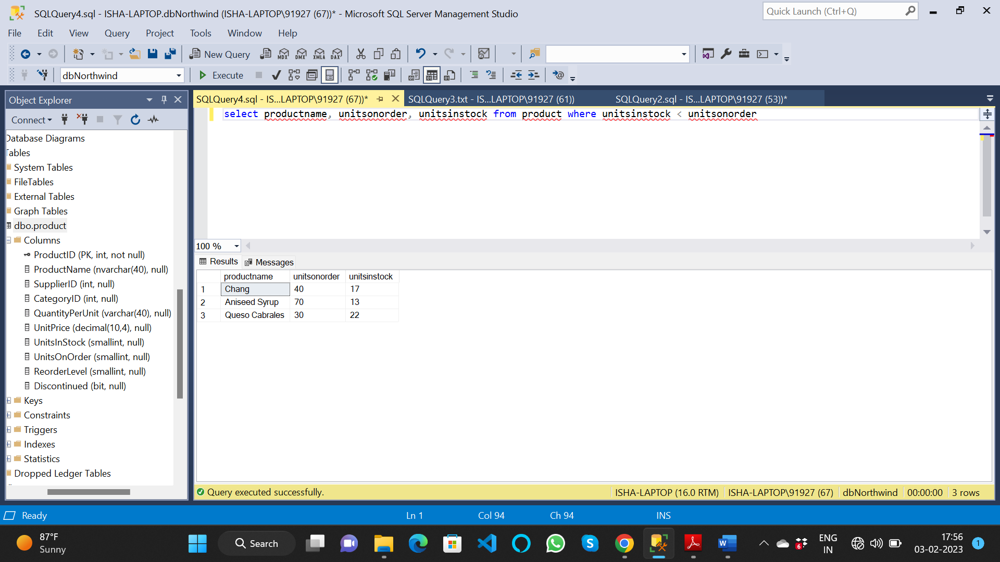 SQLQuery4.sql - ISHA-LAPTOP.dbNorthwind (ISHA-LAPTOP\91927 (67))* - Microsoft SQL Server Management Studio
Quick Launch (Ctrl+Q)
File Edit View Query Project Tools Window Help
New Query MDX DMX XMLA DAX
dbNorthwind Execute
Object Explorer
SQLQuery4.sql - IS...LAPTOP\91927 (67))* SQLQuery3.txt - IS...LAPTOP\91927 (61)) SQLQuery2.sql - IS...LAPTOP\91927 (53))*
Connect
select productname, unitsonorder, unitsinstock from product where unitsinstock < unitsonorder
Database Diagrams
Tables
System Tables
FileTables
External Tables
Graph Tables
dbo.product
Columns
ProductID (PK, int, not null)
ProductName (nvarchar(40), null)
SupplierID (int, null)
CategoryID (int, null)
QuantityPerUnit (varchar(40), null)
UnitPrice (decimal(10,4), null)
UnitsInStock (smallint, null)
UnitsOnOrder (smallint, null)
ReorderLevel (smallint, null)
Discontinued (bit, null)
Keys
Constraints
Triggers
Indexes
Statistics
Dropped Ledger Tables
100 %
Results Messages
productname unitsonorder unitsinstock
1 Chang 40 17
2 Aniseed Syrup 70 13
3 Queso Cabrales 30 22
Query executed successfully.
ISHA-LAPTOP (16.0 RTM) ISHA-LAPTOP\91927 (67) dbNorthwind 00:00:00 3 rows
Ready Ln 1 Col 94 Ch 94 INS
87°F
Sunny
Search
6
ENG
IN
17:56
03-02-2023
1